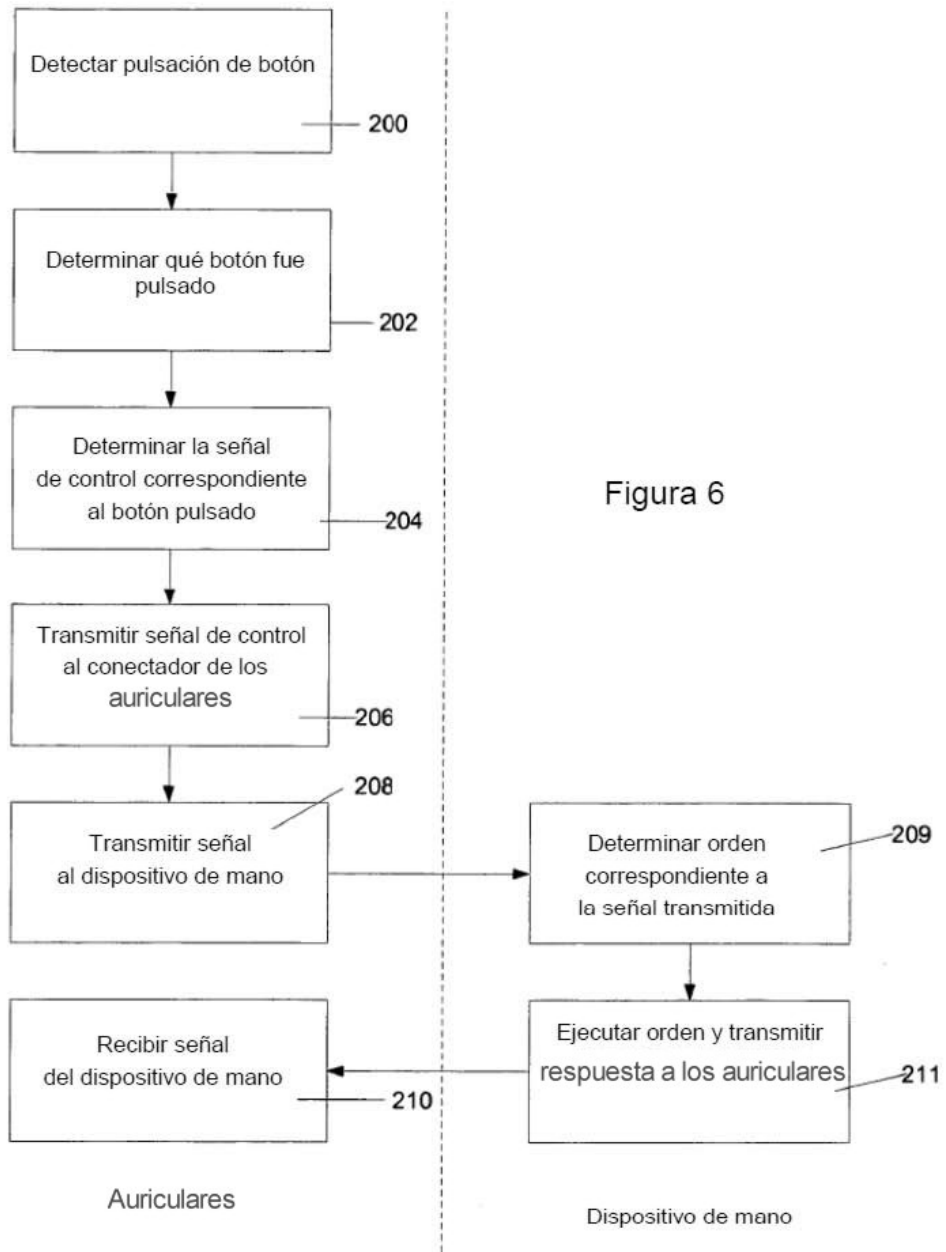 Detectar pulsación de botón
200
Determinar qué botón fue
pulsado
202
Determinar la señal
de control correspondiente
al botón pulsado
204
Figura 6
Transmitir señal de control
al conectador de los
auriculares
206
208
Transmitir señal
al dispositivo de mano
Determinar orden
correspondiente a
la señal transmitida
209
Recibir señal
del dispositivo de mano
210
Ejecutar orden y transmitir
respuesta a los auriculares
211
Auriculares
Dispositivo de mano